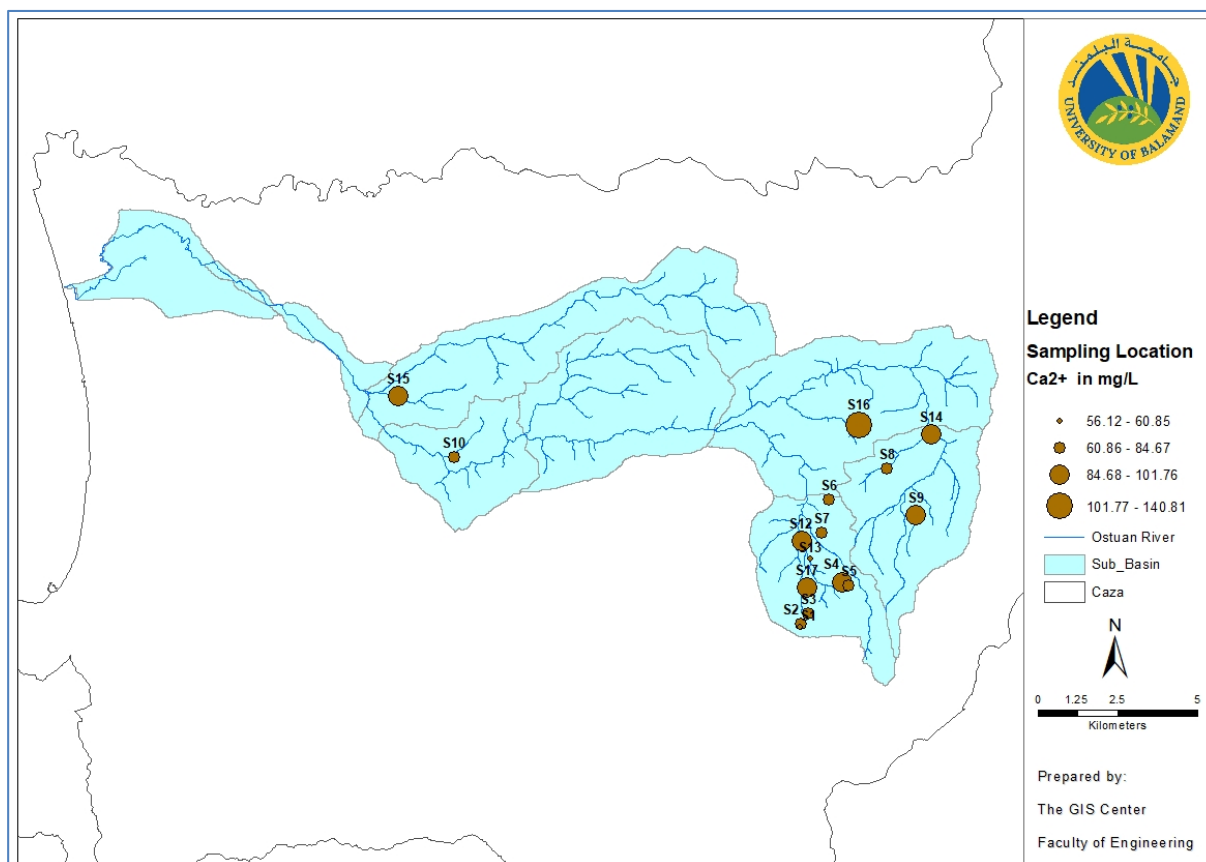 جامعة البلمند
UNIVERSITY OF BALAMAND
S15
S10
S16
S14
S8
S9
S6
S7
S12
S13
S4
S5
S17
S3
S2
S1
Legend
Sampling Location
Ca2+ in mg/L
56.12 - 60.85
60.86 - 84.67
84.68 - 101.76
101.77 - 140.81
Ostuan River
Sub_Basin
Caza
N
0 1.25 2.5 5
Kilometers
Prepared by:
The GIS Center
Faculty of Engineering